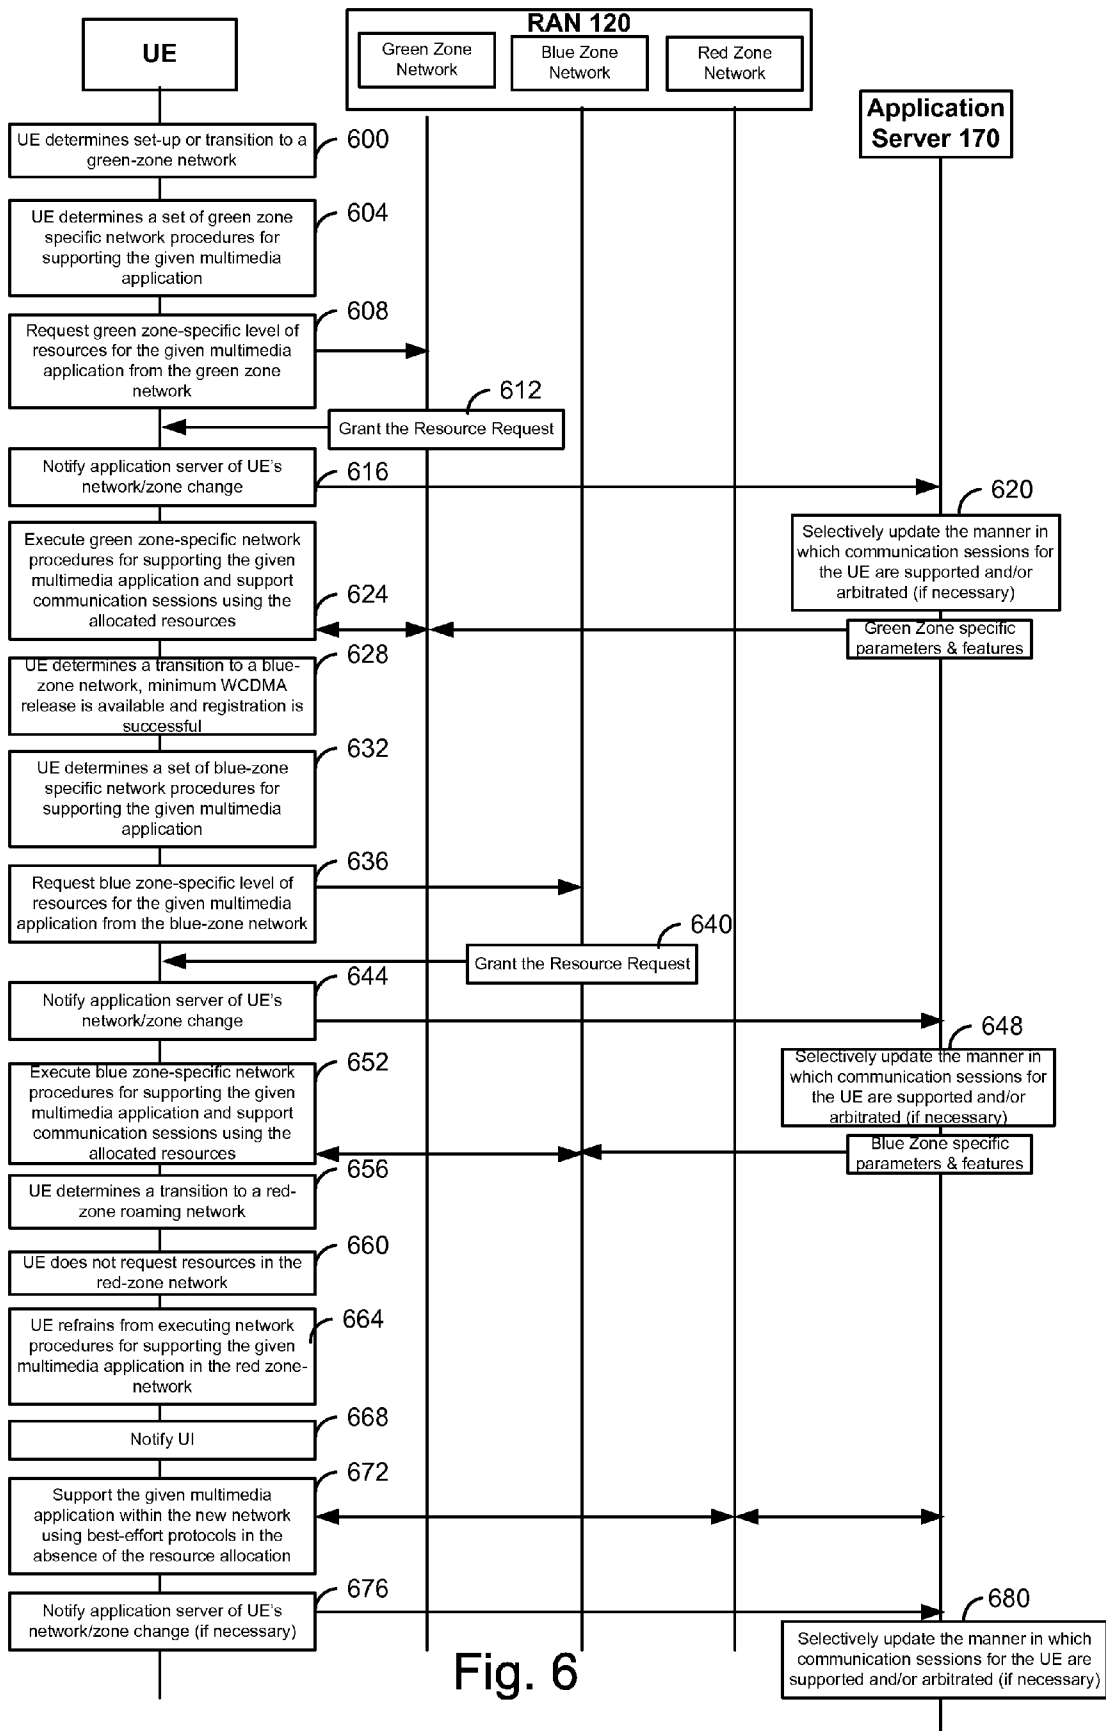 RAN 120
UE
Green Zone
Network
Blue Zone
Network
Red Zone
Network
Application
Server 170
UE determines set-up or transition to a
green-zone network
600
UE determines a set of green zone
specific network procedures for
supporting the given multimedia
application
604
Request green zone-specific level of
resources for the given multimedia
application from the green zone
network
608
612
Grant the Resource Request
Notify application server of UE's
network/zone change
616
620
Selectively update the manner in
which communication sessions for
the UE are supported and/or
arbitrated (if necessary)
Execute green zone-specific network
procedures for supporting the given
multimedia application and support
communication sessions using the
allocated resources
624
Green Zone specific
parameters & features
UE determines a transition to a blue-
zone network, minimum WCDMA
release is available and registration is
successful
628
UE determines a set of blue-zone
specific network procedures for
supporting the given multimedia
application
632
Request blue zone-specific level of
resources for the given multimedia
application from the blue-zone network
636
640
Grant the Resource Request
Notify application server of UE's
network/zone change
644
648
Selectively update the manner in
which communication sessions for
the UE are supported and/or
arbitrated (if necessary)
Execute blue zone-specific network
procedures for supporting the given
multimedia application and support
communication sessions using the
allocated resources
652
Blue Zone specific
parameters & features
UE determines a transition to a red-
zone roaming network
656
UE does not request resources in the
red-zone network
660
UE refrains from executing network
procedures for supporting the given
multimedia application in the red zone-
network
664
Notify UI
668
Support the given multimedia
application within the new network
using best-effort protocols in the
absence of the resource allocation
672
Notify application server of UE's
network/zone change (if necessary)
676
680
Selectively update the manner in which
communication sessions for the UE are
supported and/or arbitrated (if necessary)
Fig. 6